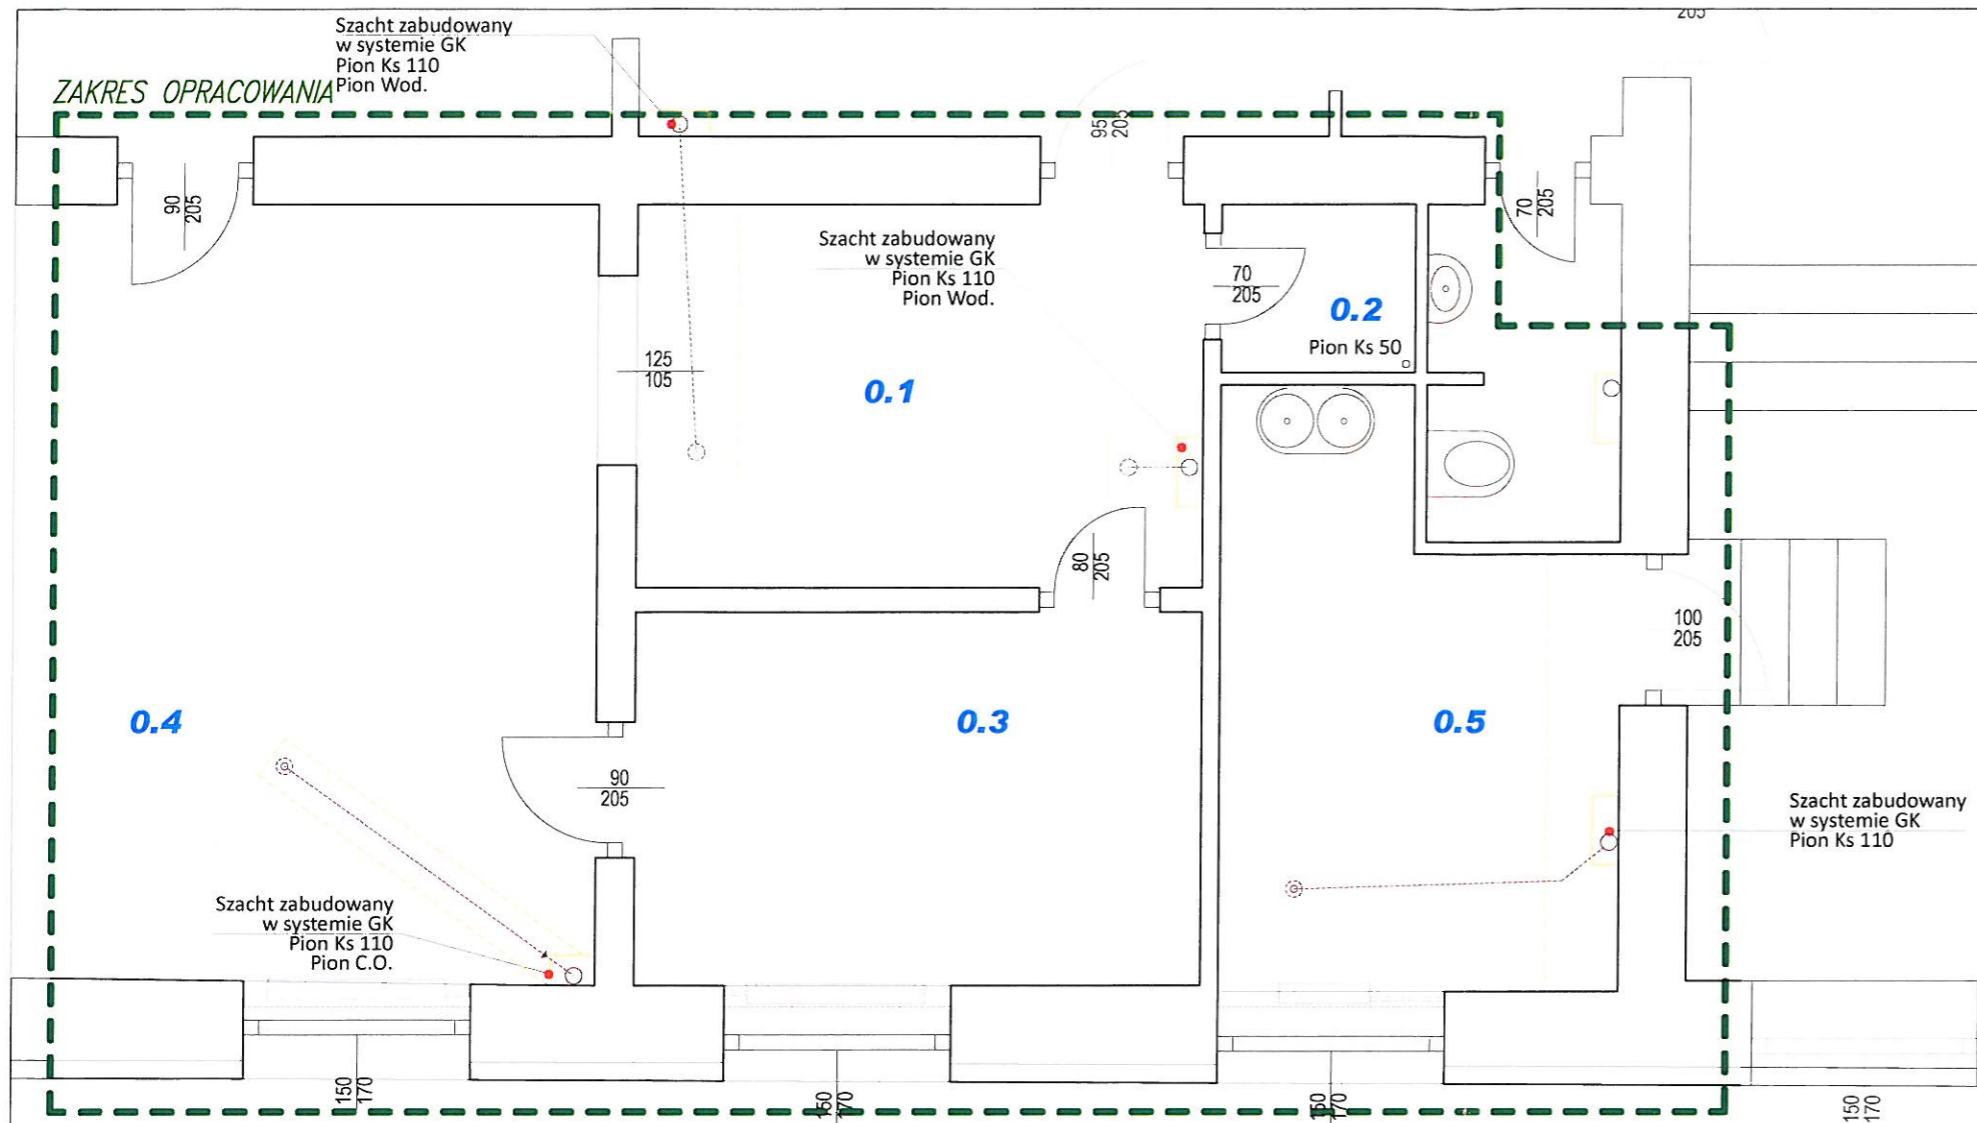 205
Szacht zabudowany
w systemie GK
Pion Ks 110
Pion Wod.
ZAKRES OPRACOWANIA
95
205
90
205
70
205
Szacht zabudowany
w systemie GK
Pion Ks 110
Pion Wod.
70
205
0.2
Pion Ks 50
125
105
0.1
80
205
100
205
0.4
0.3
0.5
90
205
Szacht zabudowany
w systemie GK
Pion Ks 110
Szacht zabudowany
w systemie GK
Pion Ks 110
Pion C.O.
150
170
150
170
150
170
150
170